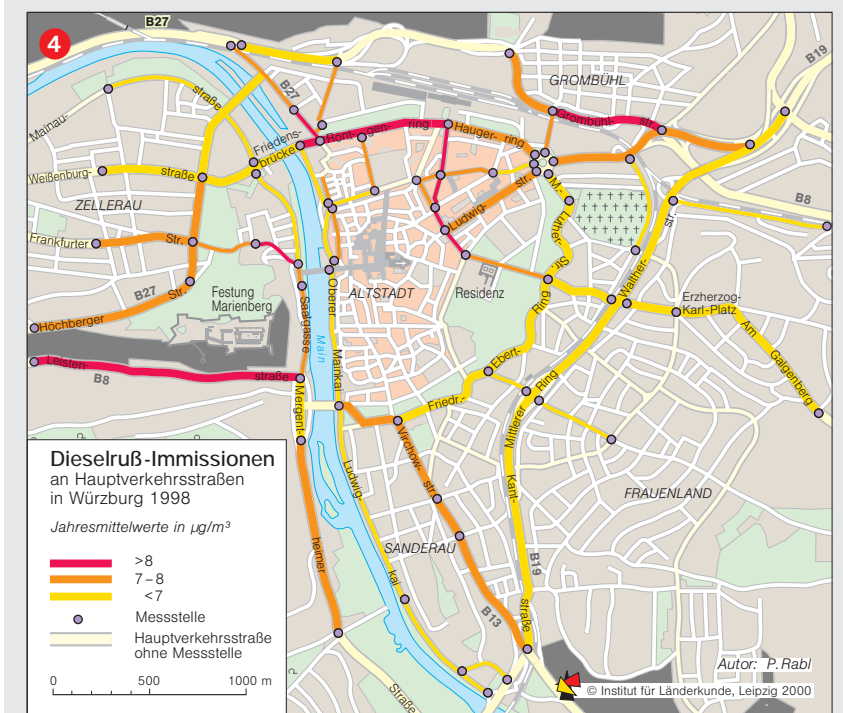 4
B27
B19
GROMBÜHL
B27
Mainau-
straße
Friedens-
brücke
Röntgen-
ring
Hauger-
ring
Grombühl-
str.
Weißenburg-
straße
ZELLERAU
Ludwig-
str.
M.-
Luther-
Str.
B8
Frankfurter
Str.
B27
Höchberger
Str.
Festung
Marienberg
Saalgasse
Main
Oberer
Mainkai
ALTSTADT
Residenz
Walther-
str.
Erzherzog-
Karl-Platz
Am
Galgenberg
Leisten-
straße
B8
Friedr.-
Ebert-
Ring
Mittlerer
Ring
Mergent-
heimer
Virchow-
str.
Ludwig-
kai
SANDERAU
Kant-
straße
B19
FRAUENLAND
B13
Straße
Dieselruß-Immissionen
an Hauptverkehrsstraßen
in Würzburg 1998
Jahresmittelwerte in µg/m³
>8
7–8
<7
Messstelle
Hauptverkehrsstraße
ohne Messstelle
0 500 1000 m
Autor: P. Rabl
© Institut für Länderkunde, Leipzig 2000